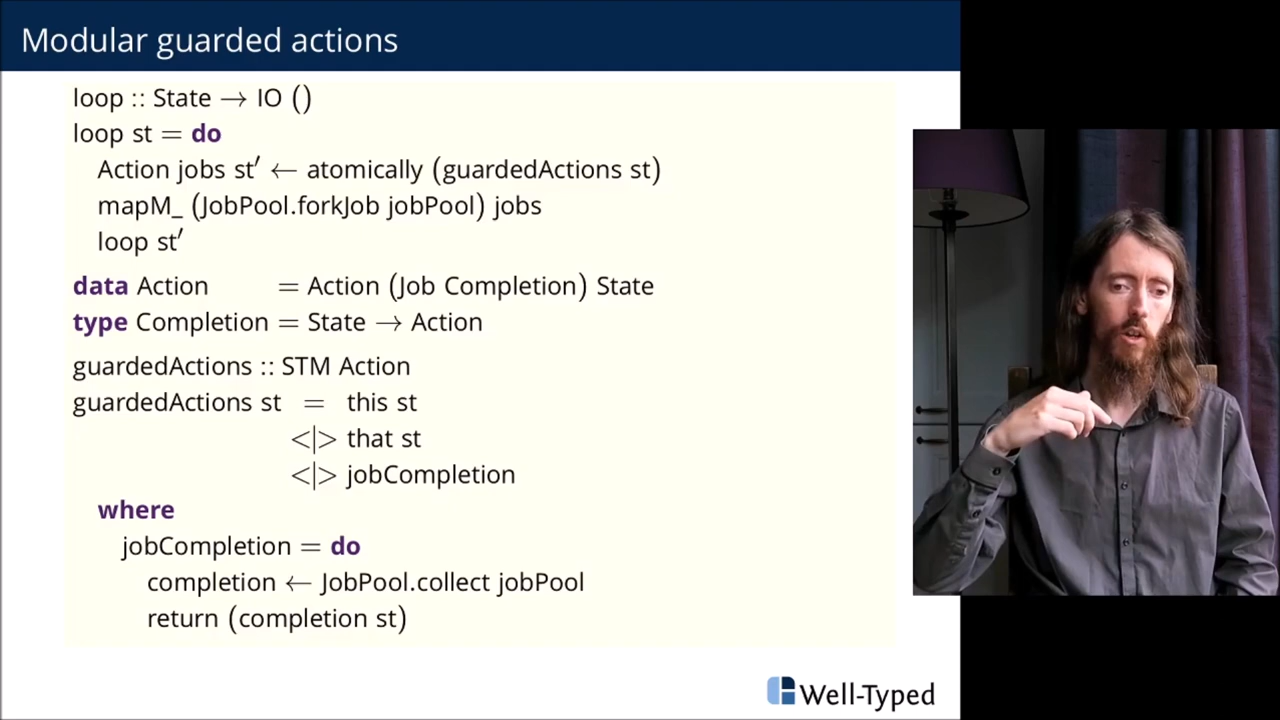 Modular guarded actions
loop :: State → IO ()
loop st = do
Action jobs st′ ← atomically (guardedActions st)
mapM_ (JobPool.forkJob jobPool) jobs
loop st′
data Action = Action (Job Completion) State
type Completion = State → Action
guardedActions :: STM Action
guardedActions st = this st
<|> that st
<|> jobCompletion
where
jobCompletion = do
completion ← JobPool.collect jobPool
return (completion st)
Well-Typed